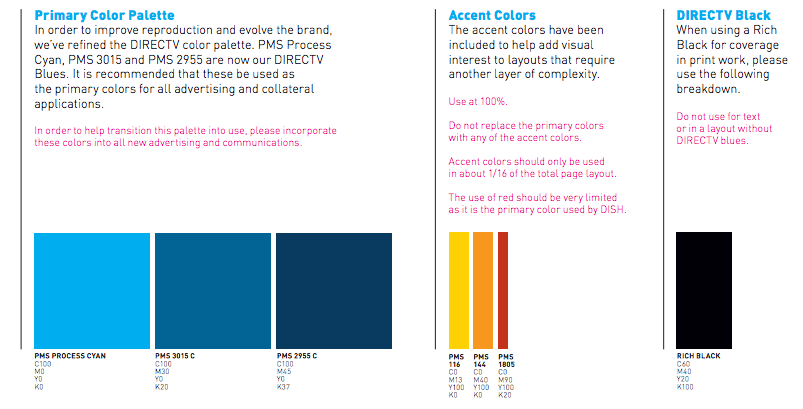 Primary Color Palette
In order to improve reproduction and evolve the brand,
we've refined the DIRECTV color palette. PMS Process
Cyan, PMS 3015 and PMS 2955 are now our DIRECTV
Blues. It is recommended that these be used as
the primary colors for all advertising and collateral
applications.
In order to help transition this palette into use, please incorporate
these colors into all new advertising and communications.
PMS PROCESS CYAN
C100
M0
Y0
K0
PMS 3015 C
C100
M30
Y0
K20
PMS 2955 C
C100
M45
Y0
K37
Accent Colors
The accent colors have been
included to help add visual
interest to layouts that require
another layer of complexity.
Use at 100%.
Do not replace the primary colors
with any of the accent colors.
Accent colors should only be used
in about 1/16 of the total page layout.
The use of red should be very limited
as it is the primary color used by DISH.
PMS
116
C0
M13
Y100
K0
PMS
144
C0
M40
Y100
K0
PMS
1805
C0
M90
Y100
K20
DIRECTV Black
When using a Rich
Black for coverage
in print work, please
use the following
breakdown.
Do not use for text
or in a layout without
DIRECTV blues.
RICH BLACK
C60
M40
Y20
K100